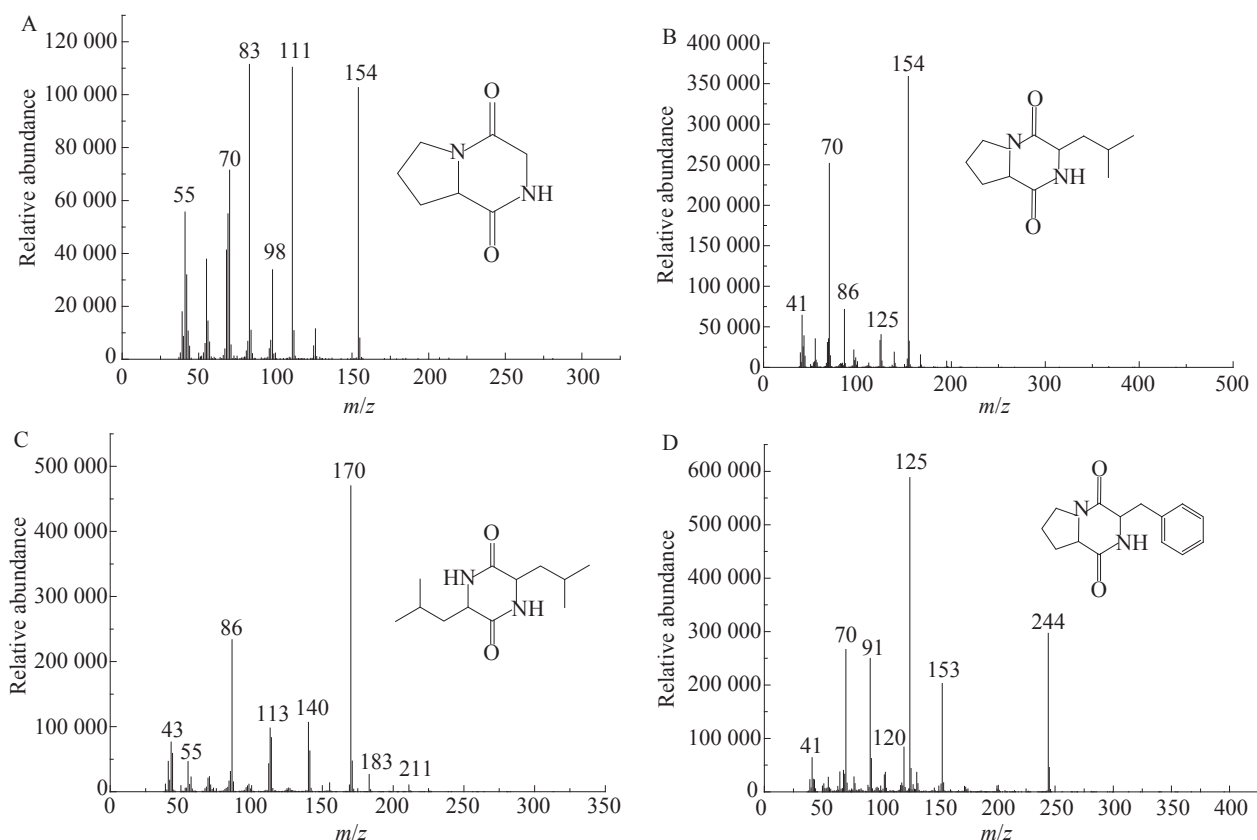 A
120 000
100 000
80 000
60 000
40 000
20 000
0
Relative abundance
83
111
154
70
55
98
O
N
NH
O
0 50 100 150 200 250 300
m/z
B
400 000
350 000
300 000
250 000
200 000
150 000
100 000
50 000
0
Relative abundance
154
70
86
41
125
O
N
NH
O
0 100 200 300 400 500
m/z
C
500 000
400 000
300 000
200 000
100 000
0
Relative abundance
170
86
113
140
43
55
183
211
O
HN
NH
O
0 50 100 150 200 250 300 350
m/z
D
600 000
500 000
400 000
300 000
200 000
100 000
0
Relative abundance
125
244
70
91
153
120
41
O
N
NH
O
0 50 100 150 200 250 300 350 400
m/z